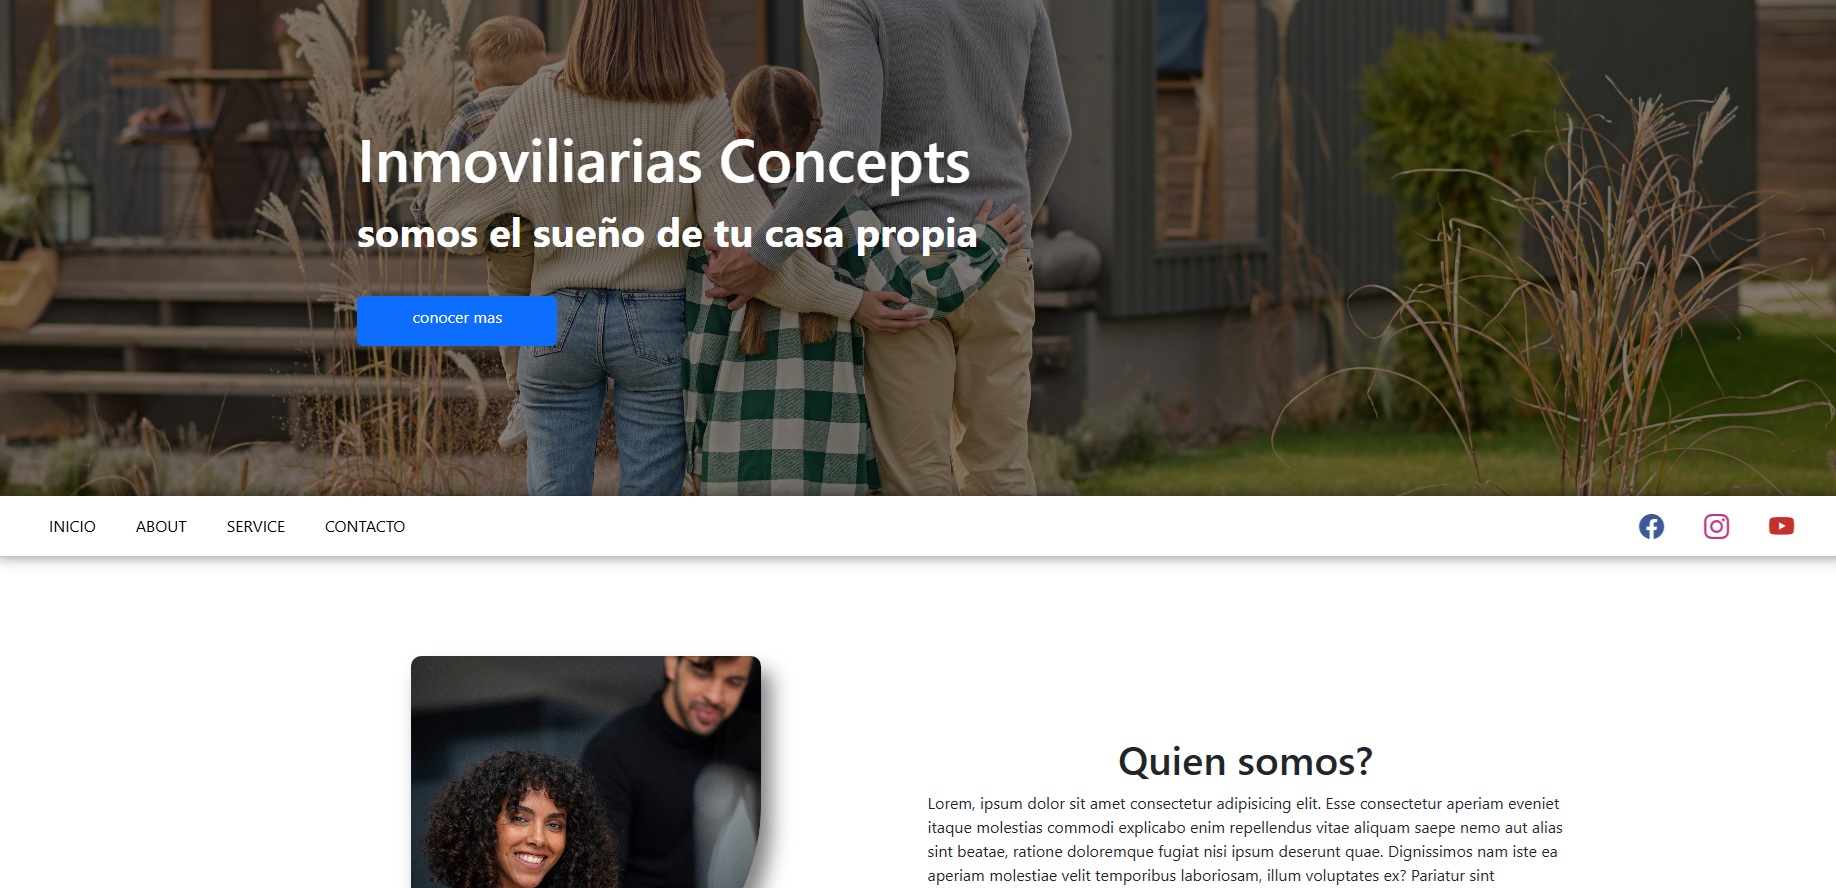 Inmoviliarias Concepts
somos el sueño de tu casa propia
conocer mas
INICIO ABOUT SERVICE CONTACTO
Quien somos?
Lorem, ipsum dolor sit amet consectetur adipisicing elit. Esse consectetur aperiam eveniet
itaque molestias commodi explicabo enim repellendus vitae aliquam saepe nemo aut alias
sint beatae, ratione doloremque fugiat nisi ipsum deserunt quae. Dignissimos nam iste ea
aperiam molestiae velit temporibus laboriosam, illum voluptates ex? Pariatur sint